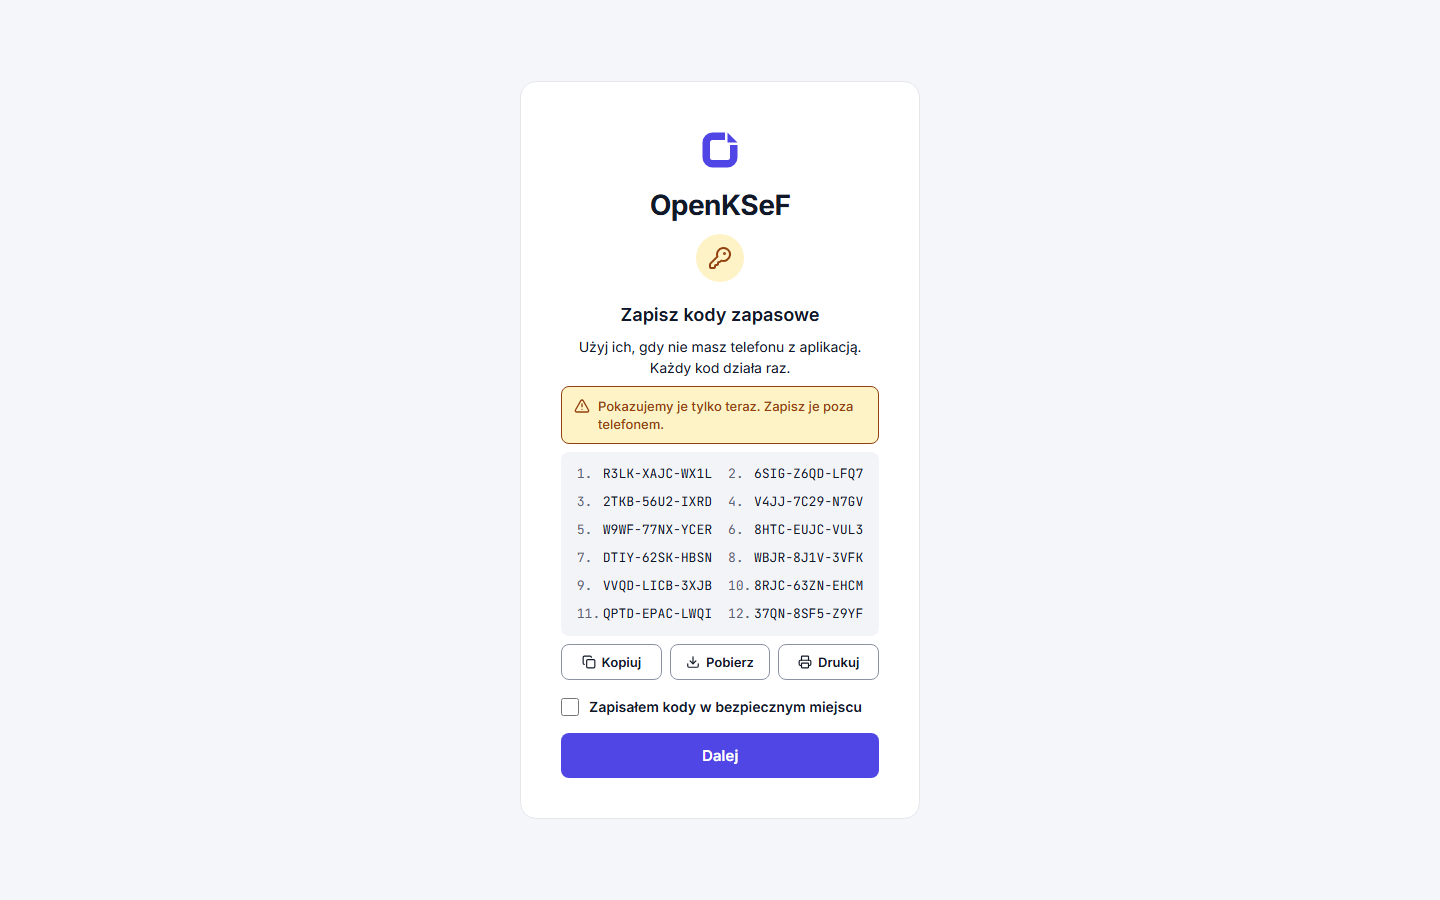 OpenKSeF
Zapisz kody zapasowe
Użyj ich, gdy nie masz telefonu z aplikacją.
Każdy kod działa raz.
Pokazujemy je tylko teraz. Zapisz je poza
telefonem.
1. R3LK-XAJC-WX1L 2. 6SIG-Z6QD-LFQ7
3. 2TKB-56U2-IXRD 4. V4JJ-7C29-N7GV
5. W9WF-77NX-YCER 6. 8HTC-EUJC-VUL3
7. DTIY-62SK-HBSN 8. WBJR-8J1V-3VFK
9. VVQD-LICB-3XJB 10. 8RJC-63ZN-EHCM
11. QPTD-EPAC-LWQI 12. 37QN-8SF5-Z9YF
Kopiuj Pobierz Drukuj
Zapisałem kody w bezpiecznym miejscu
Dalej